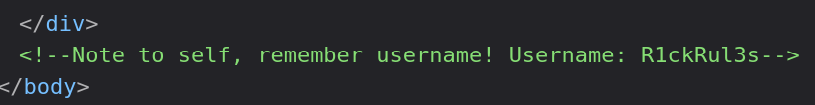 </div>
<!--Note to self, remember username! Username: R1ckRul3s-->
</body>